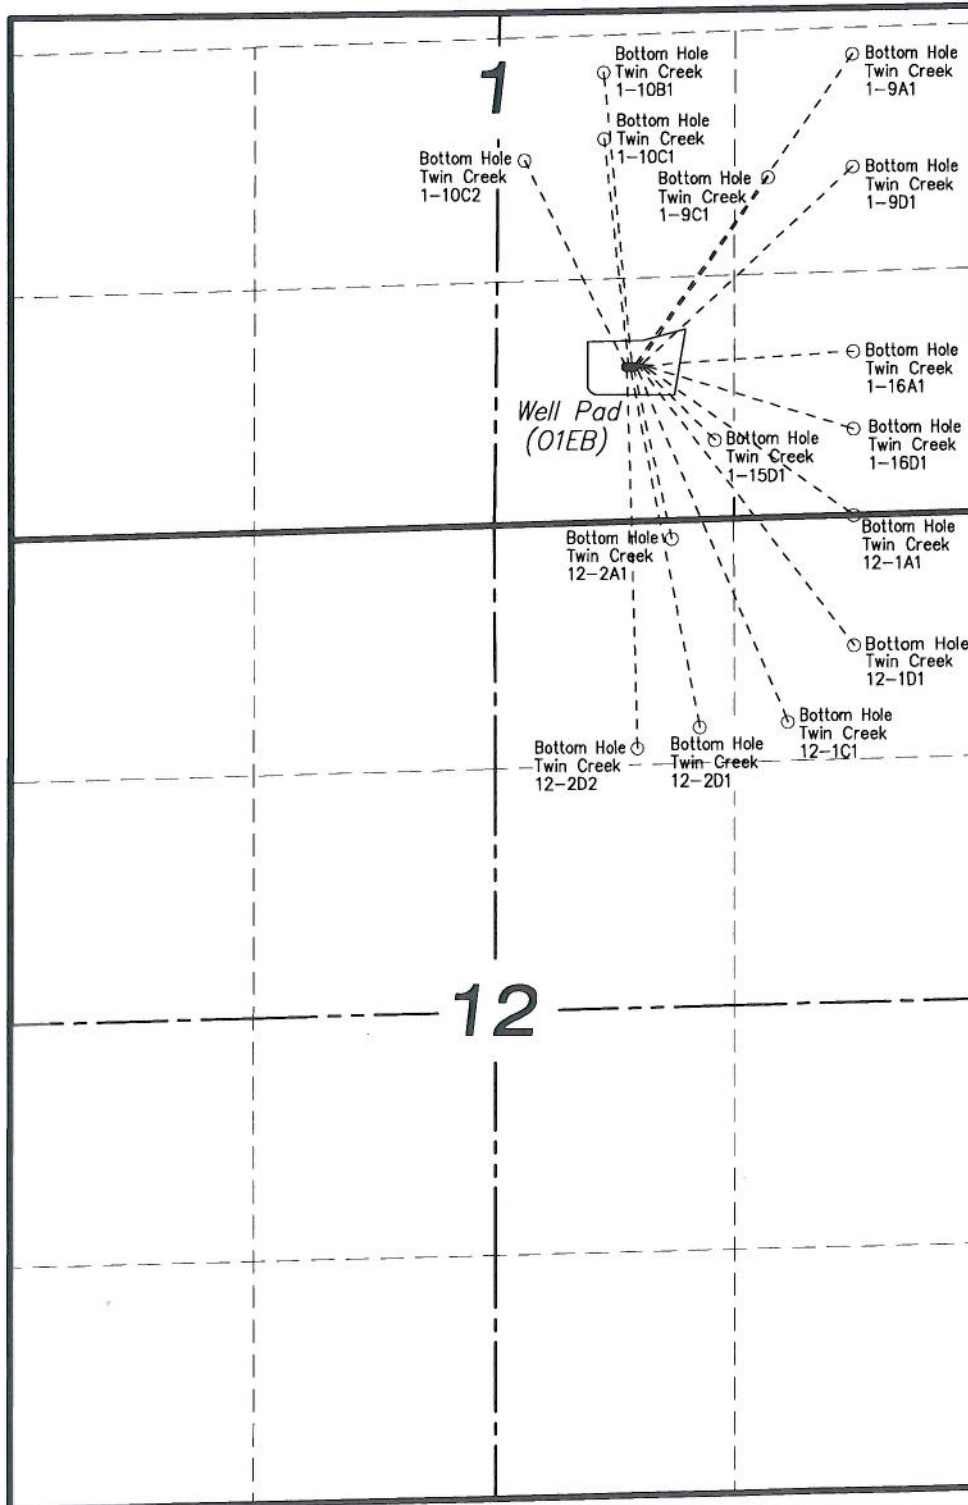 1
Bottom Hole
Twin Creek
1-10B1
Bottom Hole
Twin Creek
1-9A1
Bottom Hole
Twin Creek
1-10C1
Bottom Hole
Twin Creek
1-10C2
Bottom Hole
Twin Creek
1-9C1
Bottom Hole
Twin Creek
1-9D1
Bottom Hole
Twin Creek
1-16A1
Well Pad
(01EB)
Bottom Hole
Twin Creek
1-16D1
Bottom Hole
Twin Creek
1-15D1
Bottom Hole
Twin Creek
12-2A1
Bottom Hole
Twin Creek
12-1A1
Bottom Hole
Twin Creek
12-1D1
Bottom Hole
Twin Creek
12-2D2
Bottom Hole
Twin Creek
12-2D1
Bottom Hole
Twin Creek
12-1C1
12